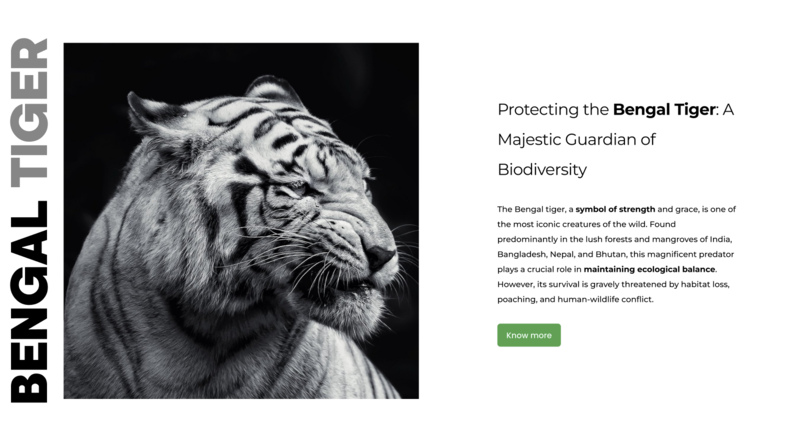 BENGAL TIGER
Protecting the Bengal Tiger: A
Majestic Guardian of
Biodiversity
The Bengal tiger, a symbol of strength and grace, is one of
the most iconic creatures of the wild. Found
predominantly in the lush forests and mangroves of India,
Bangladesh, Nepal, and Bhutan, this magnificent predator
plays a crucial role in maintaining ecological balance.
However, its survival is gravely threatened by habitat loss,
poaching, and human-wildlife conflict.
Know more